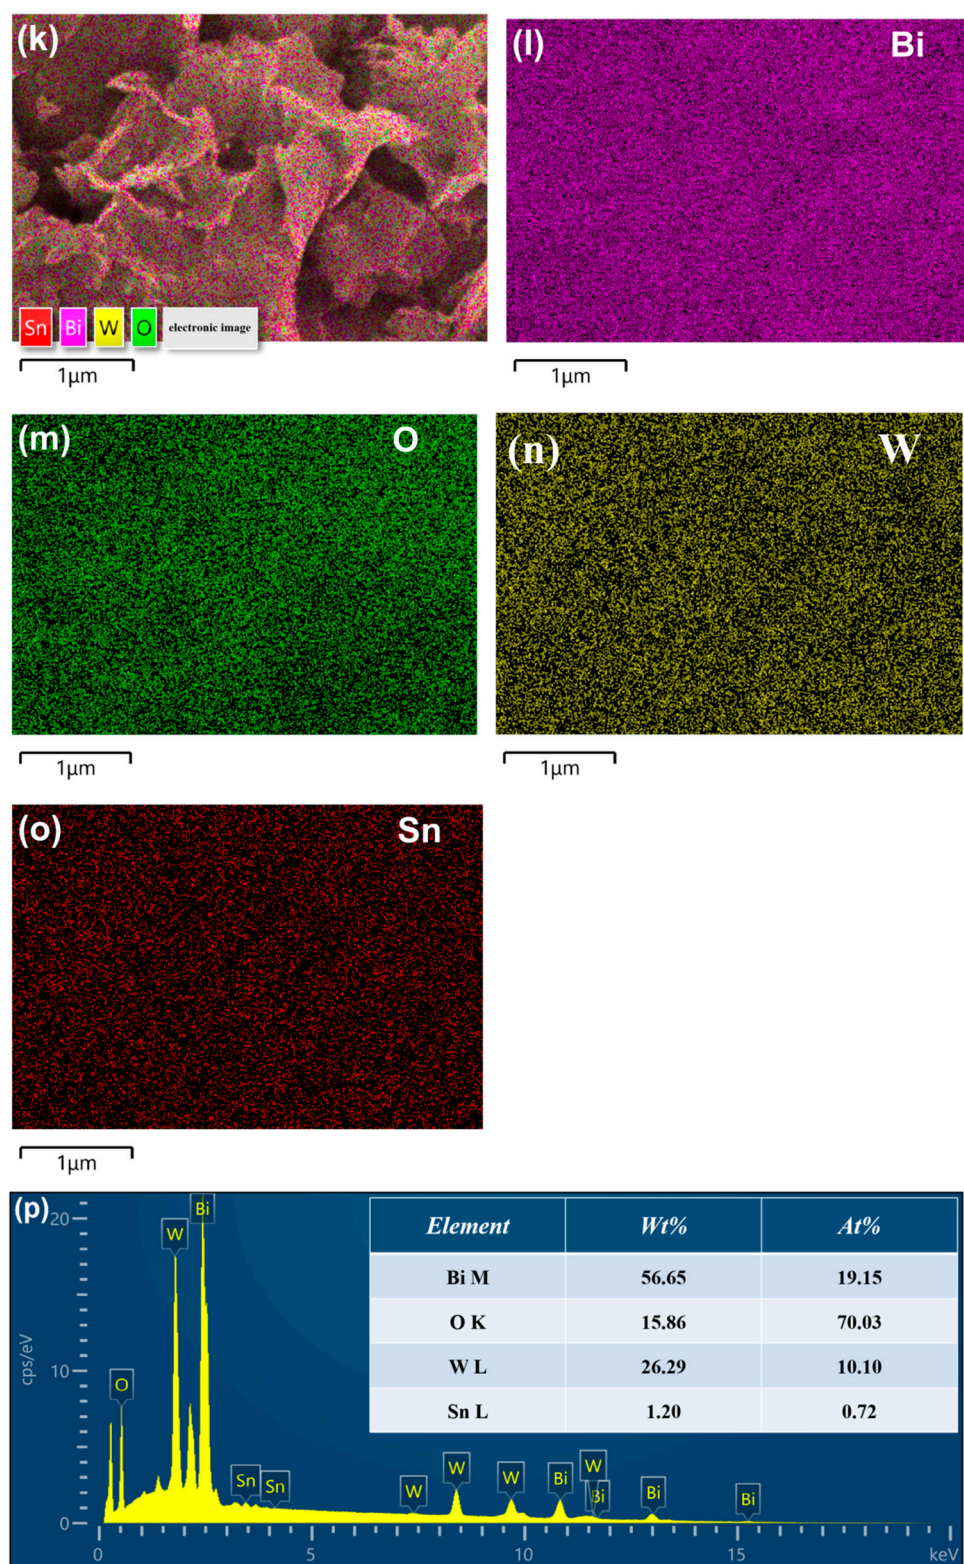 (k)
Sn Bi W O electronic image
1μm
(l) Bi
1μm
(m) O
1μm
(n) W
1μm
(o) Sn
1μm
(p)
cps/eV
20
10
0
O
W
Bi
Sn
Sn
W
W
W
Bi
W
Bi
Bi
Bi
0 5 10 15 keV
Element Wt% At%
Bi M 56.65 19.15
O K 15.86 70.03
W L 26.29 10.10
Sn L 1.20 0.72